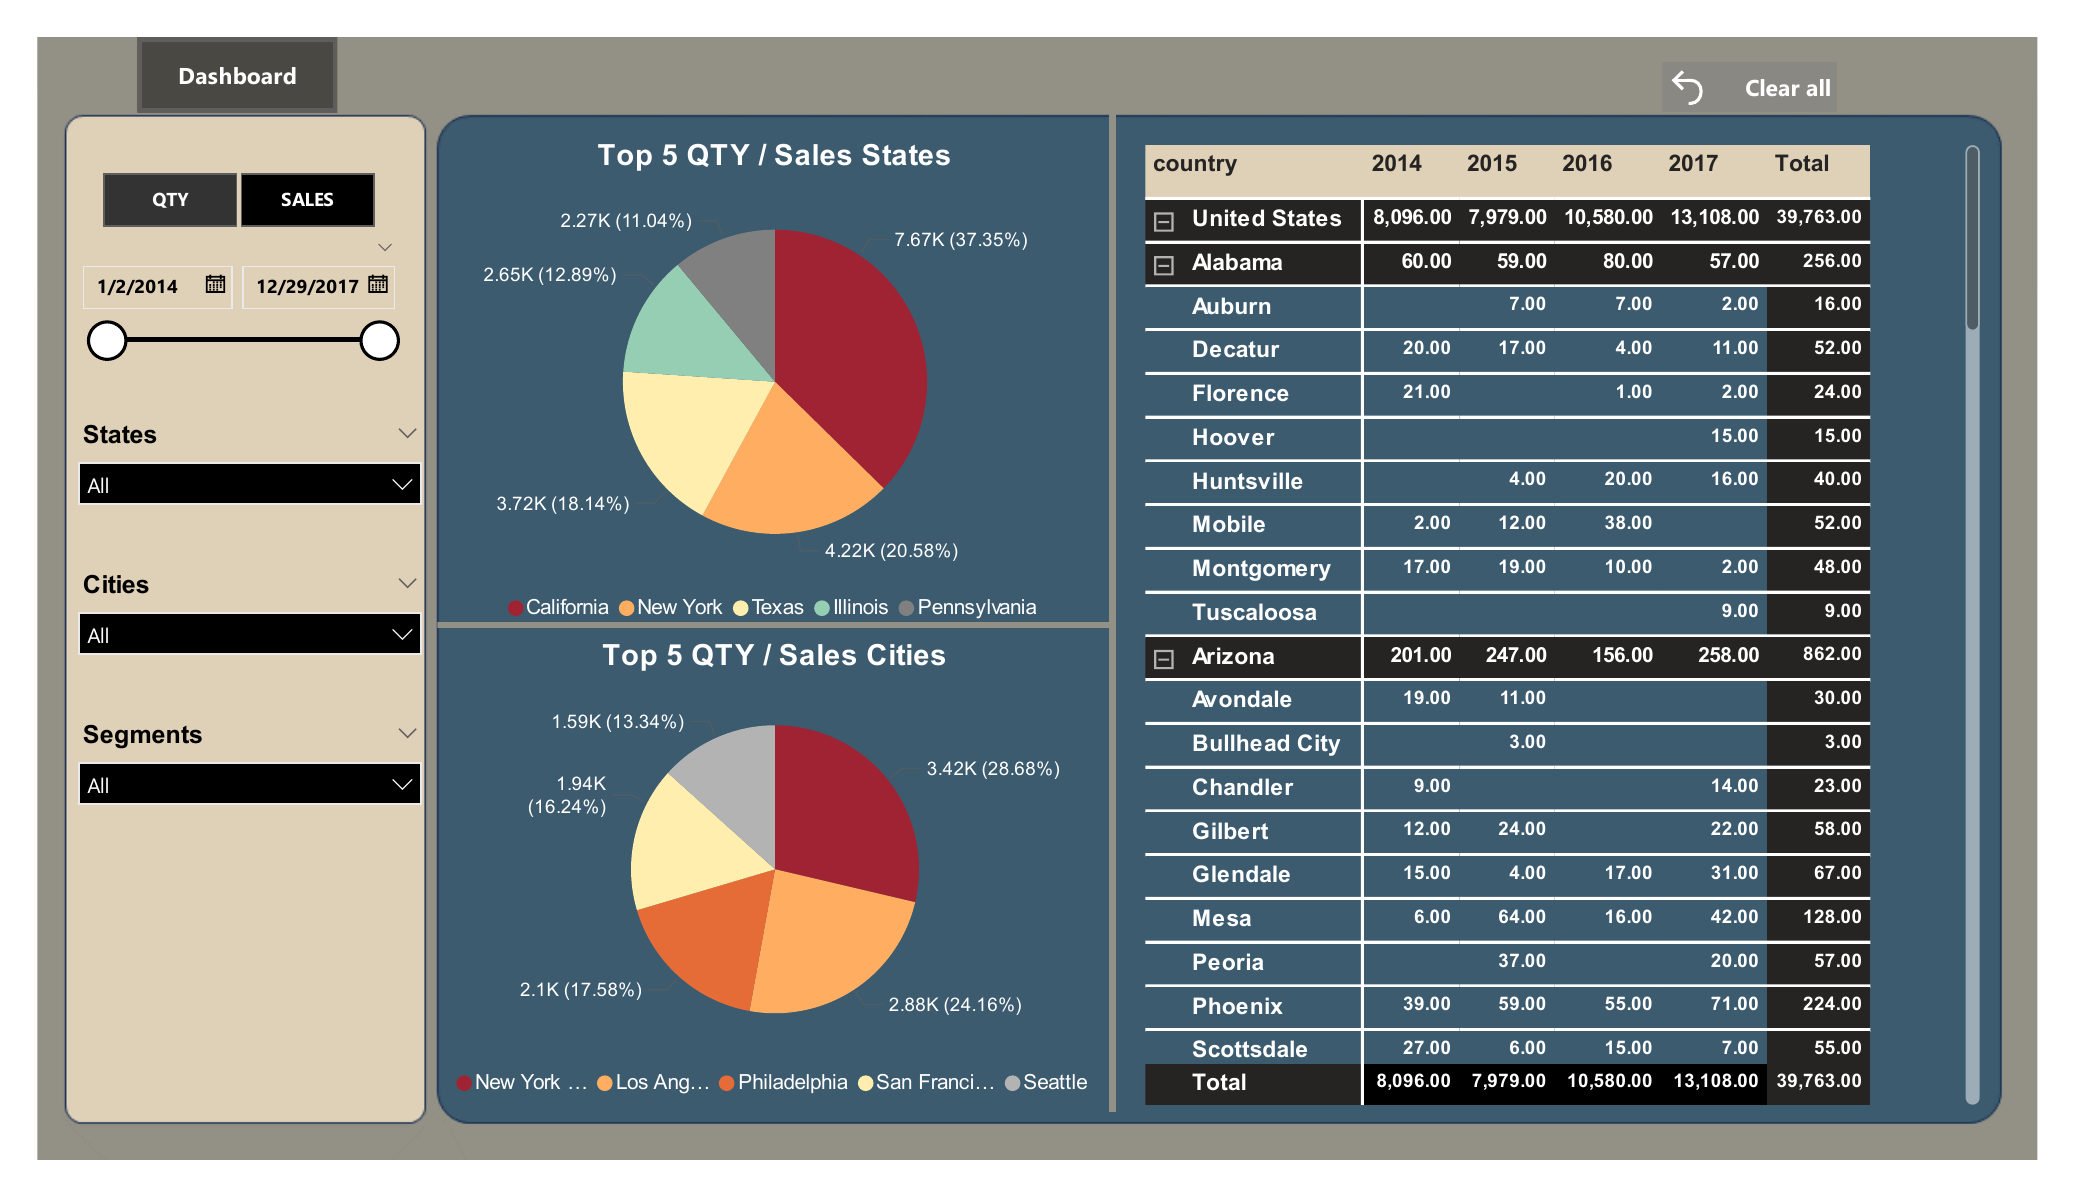 Dashboard
Clear all
QTY SALES
1/2/2014 12/29/2017
States
All
Cities
All
Segments
All
Top 5 QTY / Sales States
2.27K (11.04%)
7.67K (37.35%)
2.65K (12.89%)
3.72K (18.14%)
4.22K (20.58%)
California New York Texas Illinois Pennsylvania
Top 5 QTY / Sales Cities
1.59K (13.34%)
3.42K (28.68%)
1.94K
(16.24%)
2.1K (17.58%)
2.88K (24.16%)
New York ... Los Ang... Philadelphia San Franci... Seattle
country 2014 2015 2016 2017 Total
United States 8,096.00 7,979.00 10,580.00 13,108.00 39,763.00
Alabama 60.00 59.00 80.00 57.00 256.00
Auburn 7.00 7.00 2.00 16.00
Decatur 20.00 17.00 4.00 11.00 52.00
Florence 21.00 1.00 2.00 24.00
Hoover 15.00 15.00
Huntsville 4.00 20.00 16.00 40.00
Mobile 2.00 12.00 38.00 52.00
Montgomery 17.00 19.00 10.00 2.00 48.00
Tuscaloosa 9.00 9.00
Arizona 201.00 247.00 156.00 258.00 862.00
Avondale 19.00 11.00 30.00
Bullhead City 3.00 3.00
Chandler 9.00 14.00 23.00
Gilbert 12.00 24.00 22.00 58.00
Glendale 15.00 4.00 17.00 31.00 67.00
Mesa 6.00 64.00 16.00 42.00 128.00
Peoria 37.00 20.00 57.00
Phoenix 39.00 59.00 55.00 71.00 224.00
Scottsdale 27.00 6.00 15.00 7.00 55.00
Total 8,096.00 7,979.00 10,580.00 13,108.00 39,763.00